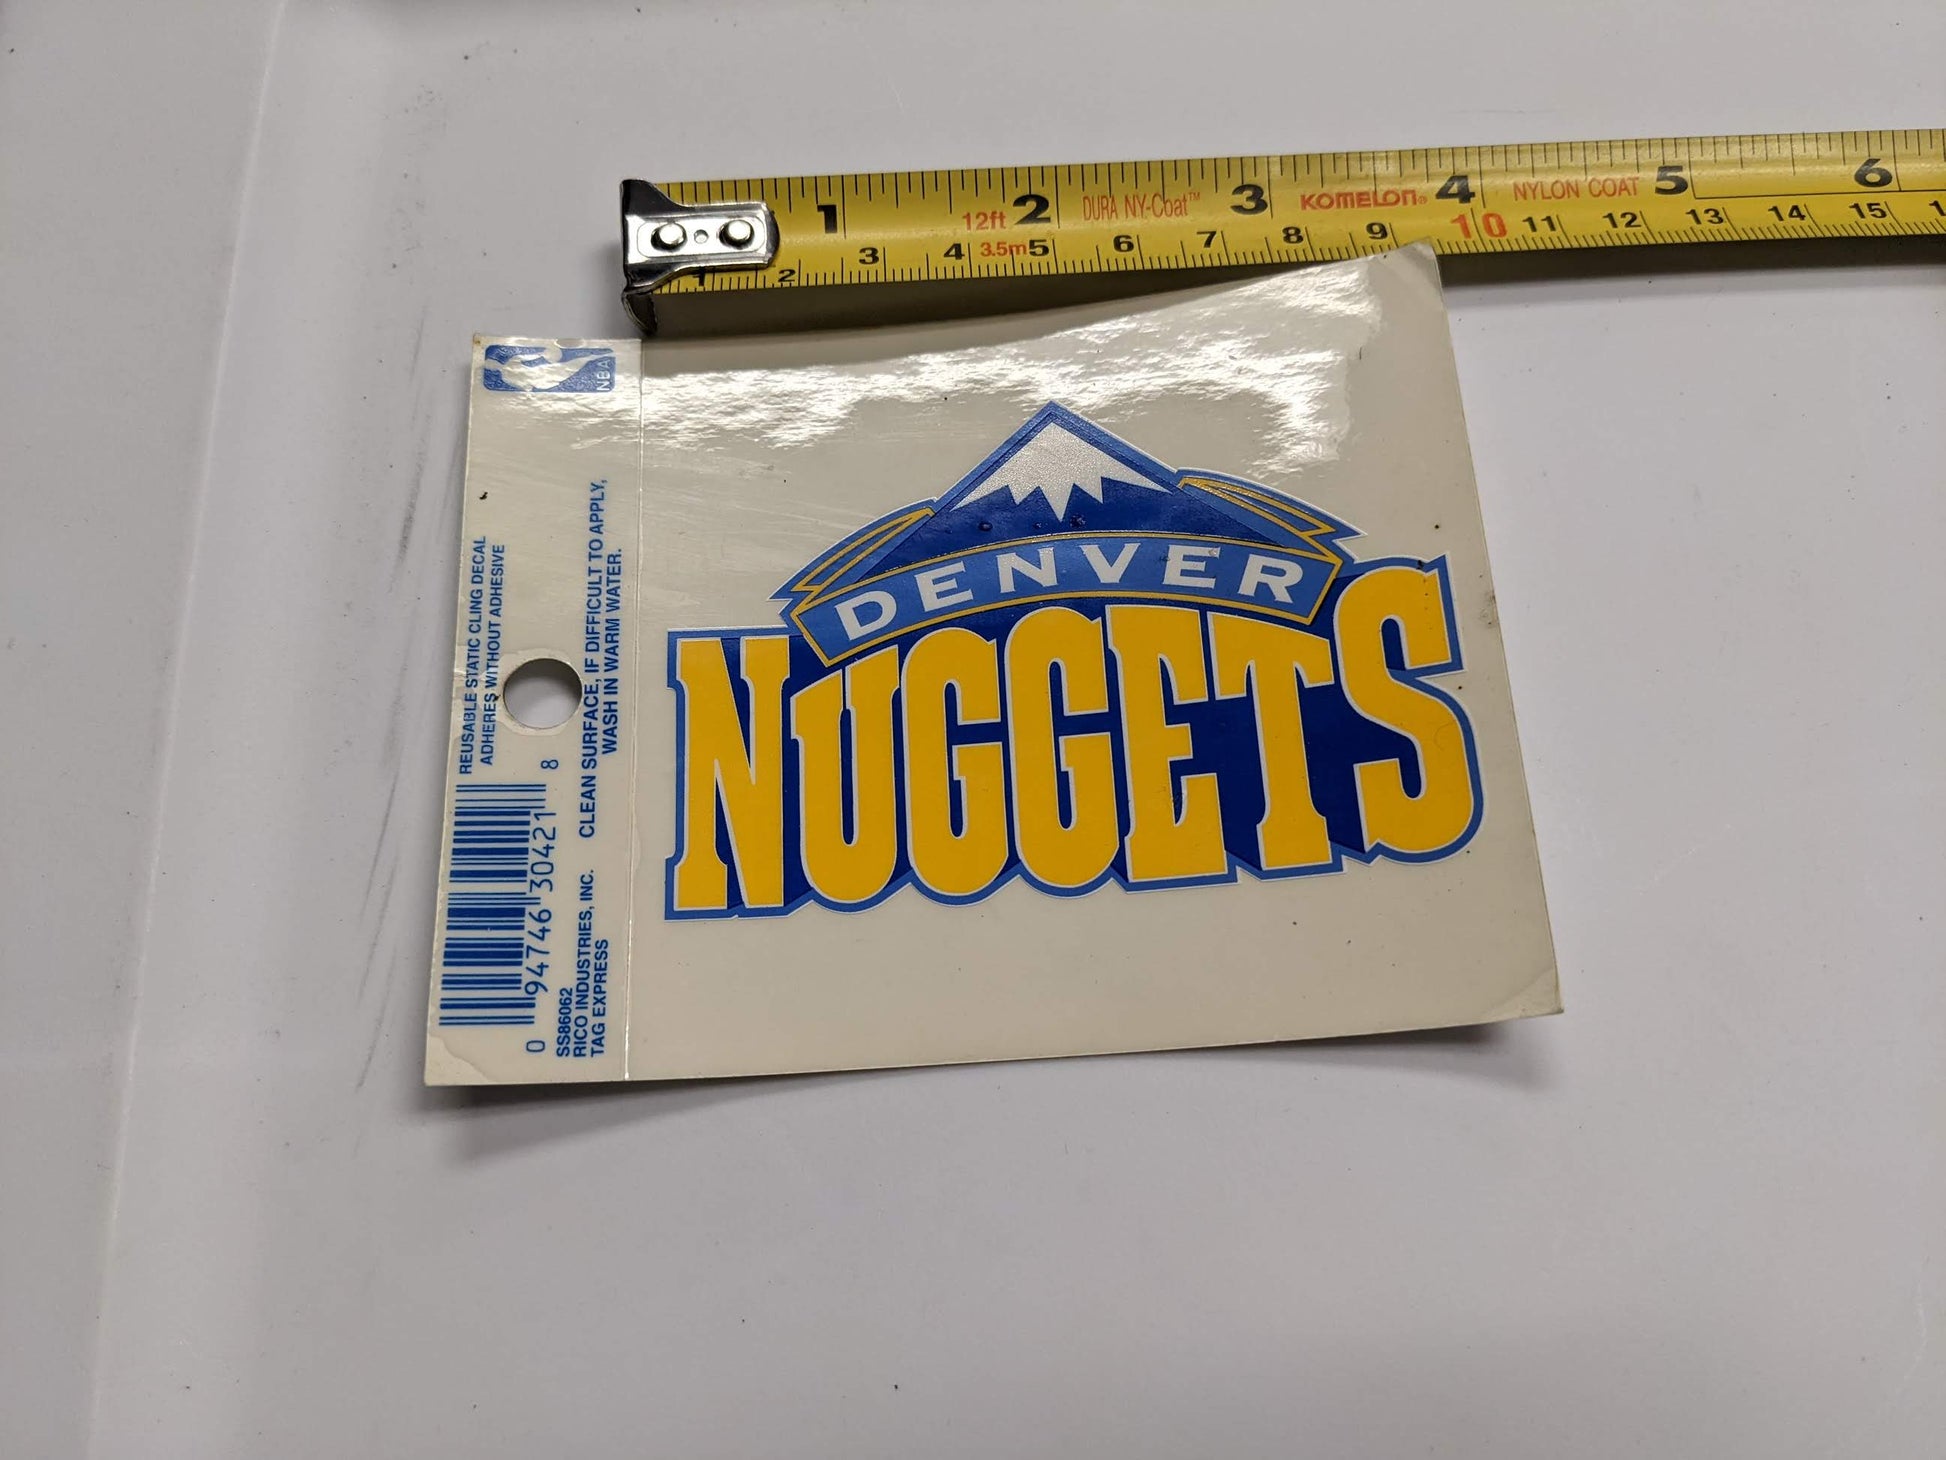 1 2 3 4 5 6
12ft DURA NY-Coat™ KOMELON® NYLON COAT
1 2 3 4 3.5m 5 6 7 8 9 10 11 12 13 14 15
NBA
REUSABLE STATIC CLING DECAL
ADHERES WITHOUT ADHESIVE
CLEAN SURFACE, IF DIFFICULT TO APPLY,
WASH IN WARM WATER.
0 94746 30421 8
SS86062
RICO INDUSTRIES, INC.
TAG EXPRESS
DENVER
NUGGETS